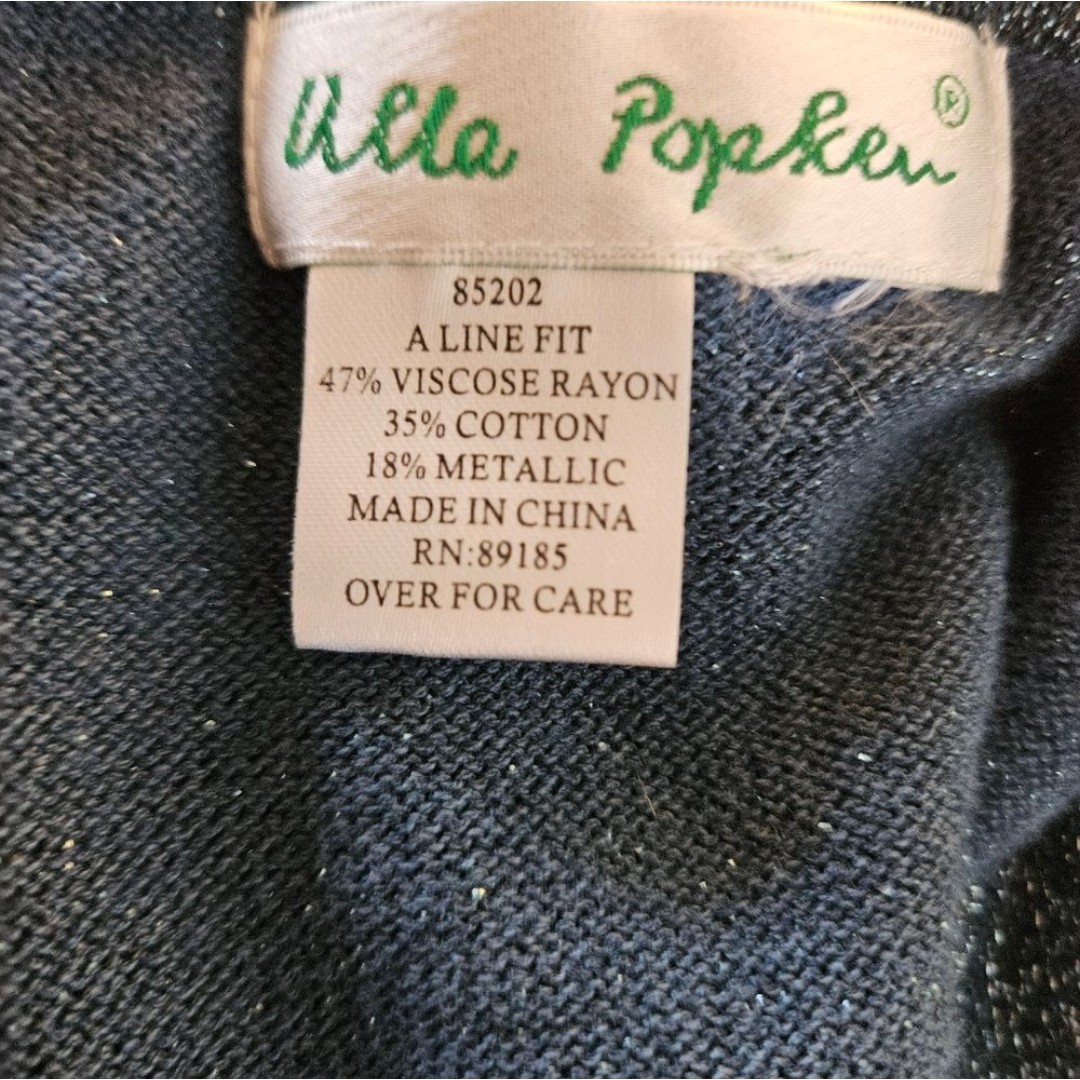 Ulla Popken®
85202
A LINE FIT
47% VISCOSE RAYON
35% COTTON
18% METALLIC
MADE IN CHINA
RN:89185
OVER FOR CARE